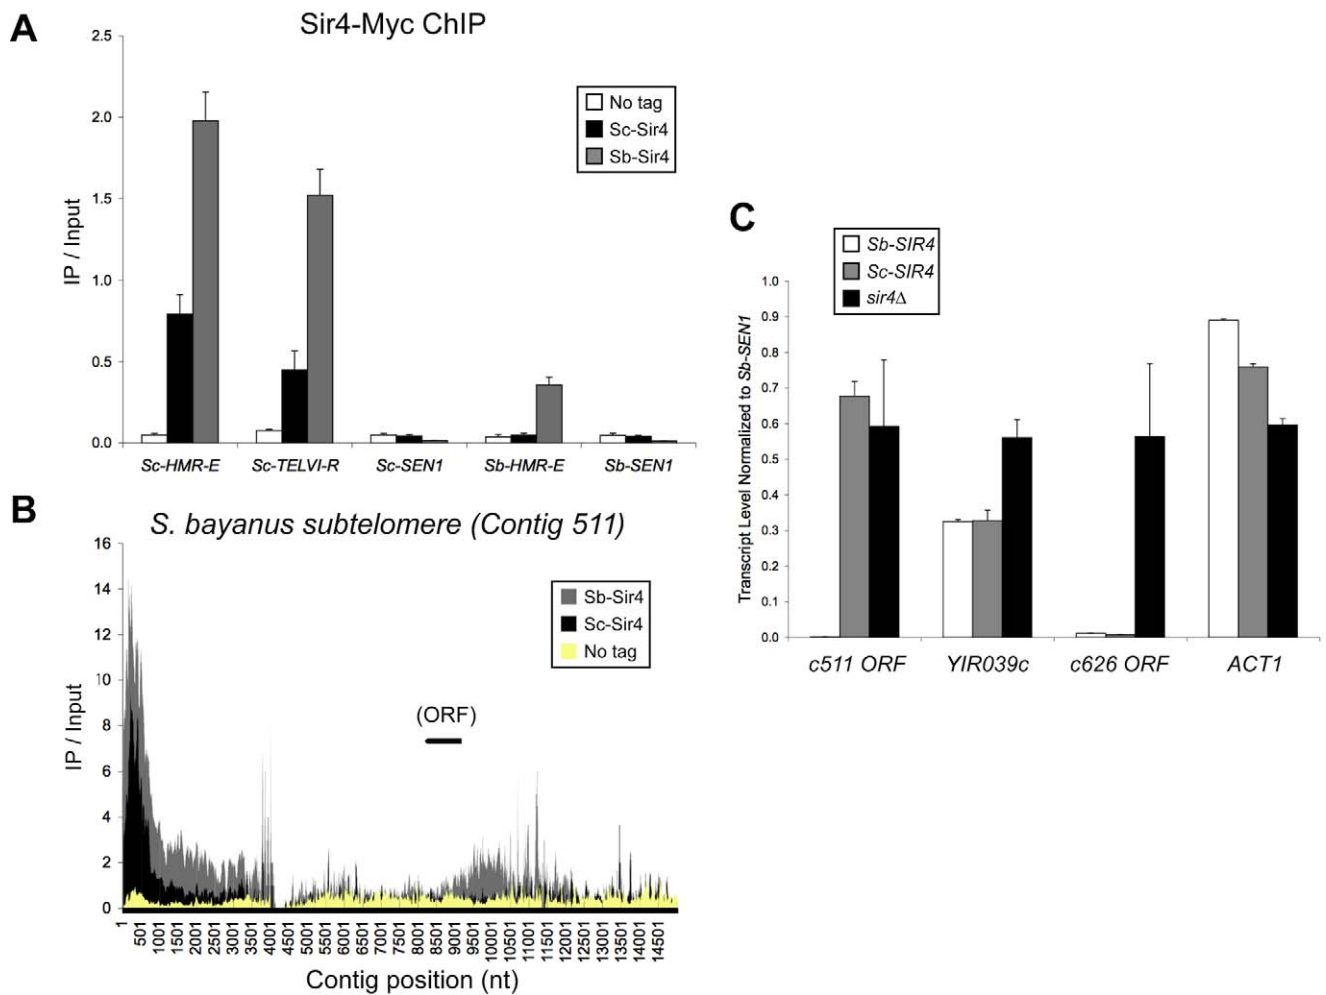 A
Sir4-Myc ChIP
2.5
2.0
1.5
1.0
0.5
0.0
IP / Input
No tag
Sc-Sir4
Sb-Sir4
Sc-HMR-E
Sc-TELVI-R
Sc-SEN1
Sb-HMR-E
Sb-SEN1
B
S. bayanus subtelomere (Contig 511)
16
14
12
10
8
6
4
2
0
IP / Input
Sb-Sir4
Sc-Sir4
No tag
(ORF)
1
501
1001
1501
2001
2501
3001
3501
4001
4501
5001
5501
6001
6501
7001
7501
8001
8501
9001
9501
10001
10501
11001
11501
12001
12501
13001
13501
14001
14501
Contig position (nt)
C
Sb-SIR4
Sc-SIR4
sir4Δ
1.0
0.9
0.8
0.7
0.6
0.5
0.4
0.3
0.2
0.1
0.0
Transcript Level Normalized to Sb-SEN1
c511 ORF
YIR039c
c626 ORF
ACT1